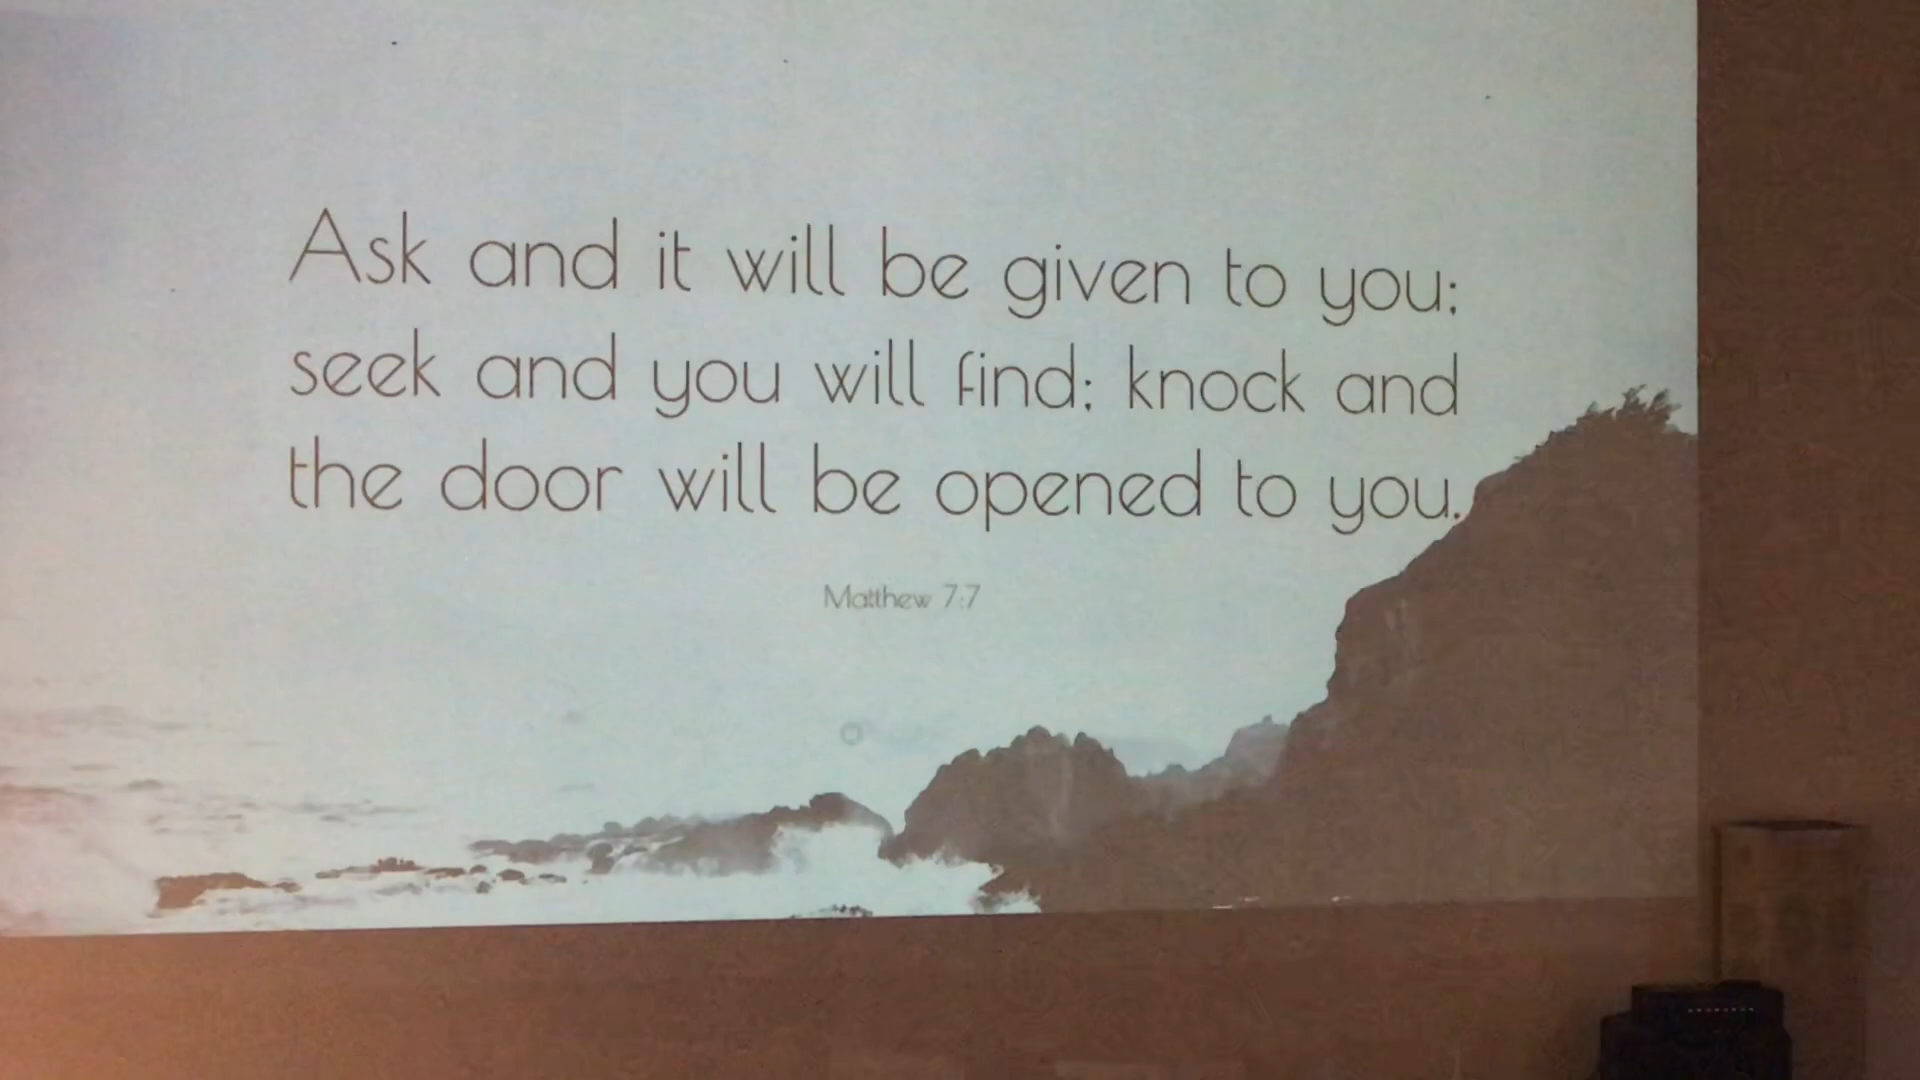 Ask and it will be given to you;
seek and you will find; knock and
the door will be opened to you.
Matthew 7:7